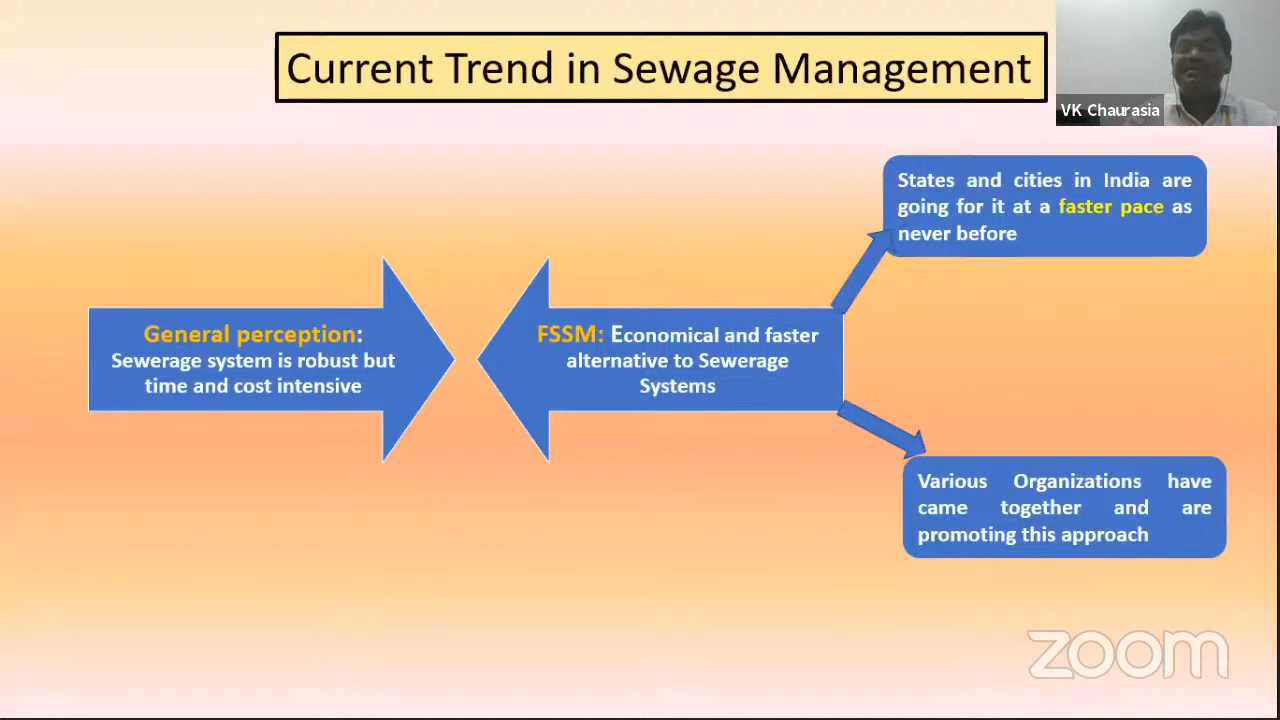 Current Trend in Sewage Management
VK Chaurasia
States and cities in India are
going for it at a faster pace as
never before
General perception:
Sewerage system is robust but
time and cost intensive
FSSM: Economical and faster
alternative to Sewerage
Systems
Various Organizations have
came together and are
promoting this approach
zoom